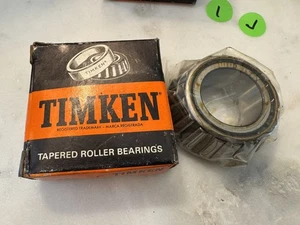 TIMKEN
TIMKEN
REGISTERED TRADEMARK • MARCA REGISTRADA
TAPERED ROLLER BEARINGS